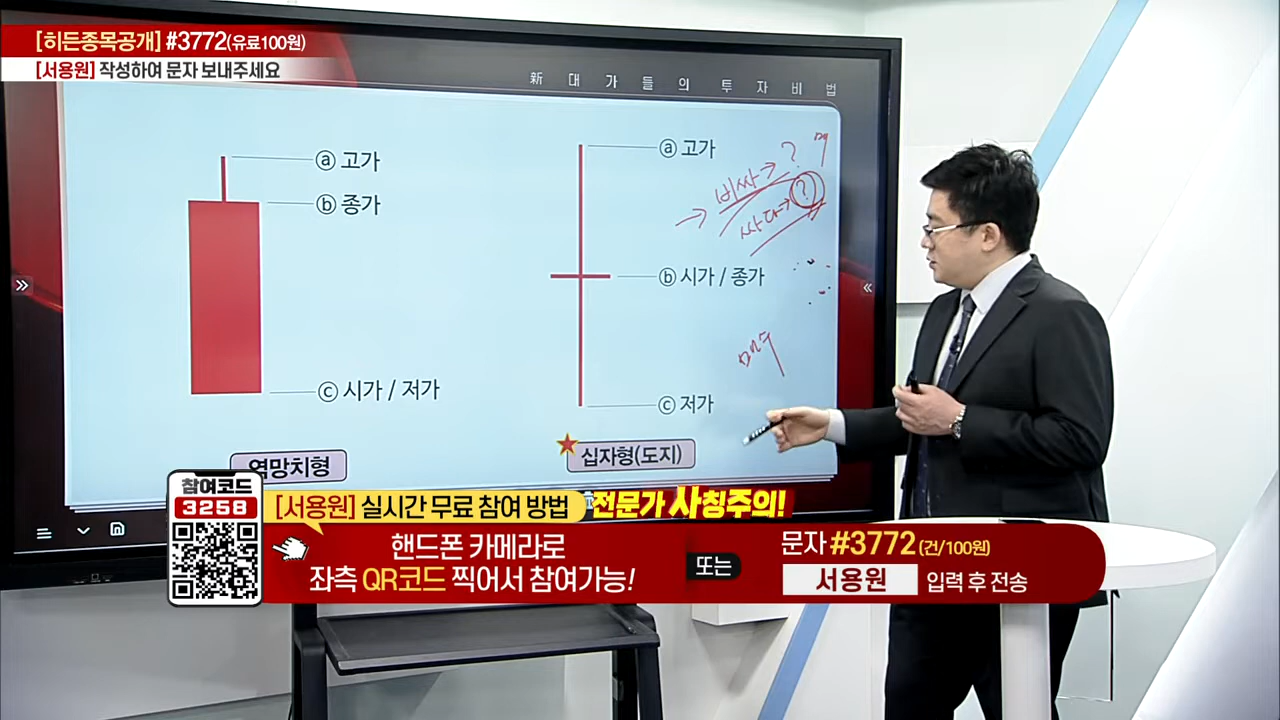 [히든종목공개] #3772(유료100원)
[서용원] 작성하여 문자 보내주세요
新 대가들의 투자비법
ⓐ 고가
ⓑ 종가
ⓒ 시가 / 저가
ⓐ 고가
ⓑ 시가 / 종가
ⓒ 저가
비싸→ ?
→ 싸다→ ?
매수
역망치형
십자형(도지)
참여코드
3258
[서용원] 실시간 무료 참여 방법
전문가 사칭주의!
핸드폰 카메라로
좌측 QR코드 찍어서 참여가능!
또는
문자 #3772 (건/100원)
서용원 입력 후 전송